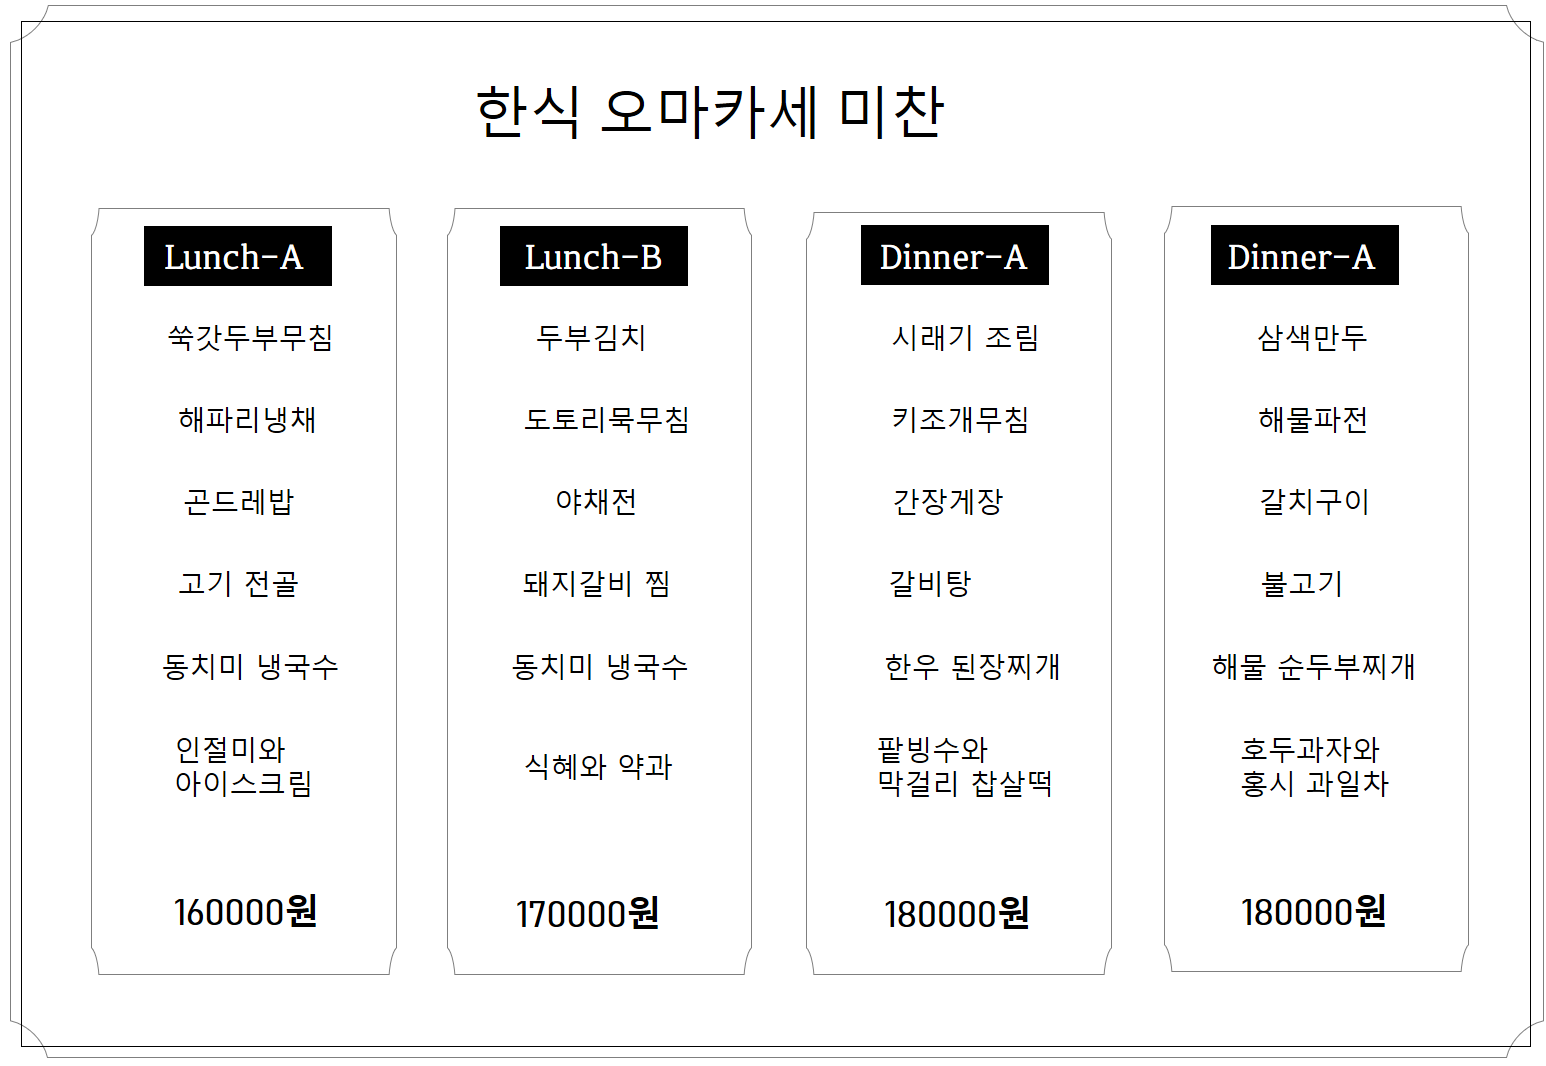 한식 오마카세 미찬
Lunch-A
쑥갓두부무침
해파리냉채
곤드레밥
고기 전골
동치미 냉국수
인절미와
아이스크림
160000원
Lunch-B
두부김치
도토리묵무침
야채전
돼지갈비 찜
동치미 냉국수
식혜와 약과
170000원
Dinner-A
시래기 조림
키조개무침
간장게장
갈비탕
한우 된장찌개
팥빙수와
막걸리 찹살떡
180000원
Dinner-A
삼색만두
해물파전
갈치구이
불고기
해물 순두부찌개
호두과자와
홍시 과일차
180000원